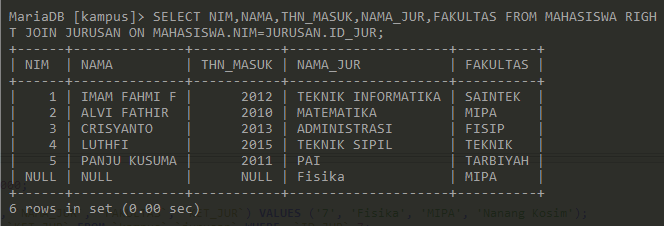 MariaDB [kampus]> SELECT NIM,NAMA,THN_MASUK,NAMA_JUR,FAKULTAS FROM MAHASISWA RIGH
T JOIN JURUSAN ON MAHASISWA.NIM=JURUSAN.ID_JUR;
+------+---------------+-----------+--------------------+----------+
| NIM | NAMA | THN_MASUK | NAMA_JUR | FAKULTAS |
+------+---------------+-----------+--------------------+----------+
| 1 | IMAM FAHMI F | 2012 | TEKNIK INFORMATIKA | SAINTEK |
| 2 | ALVI FATHIR | 2010 | MATEMATIKA | MIPA |
| 3 | CRISYANTO | 2013 | ADMINISTRASI | FISIP |
| 4 | LUTHFI | 2015 | TEKNIK SIPIL | TEKNIK |
| 5 | PANJU KUSUMA | 2011 | PAI | TARBIYAH |
| NULL | NULL | NULL | Fisika | MIPA |
+------+---------------+-----------+--------------------+----------+
VALUES ('7', 'Fisika', 'MIPA', 'Nanang Kosim');
6 rows in set (0.00 sec)